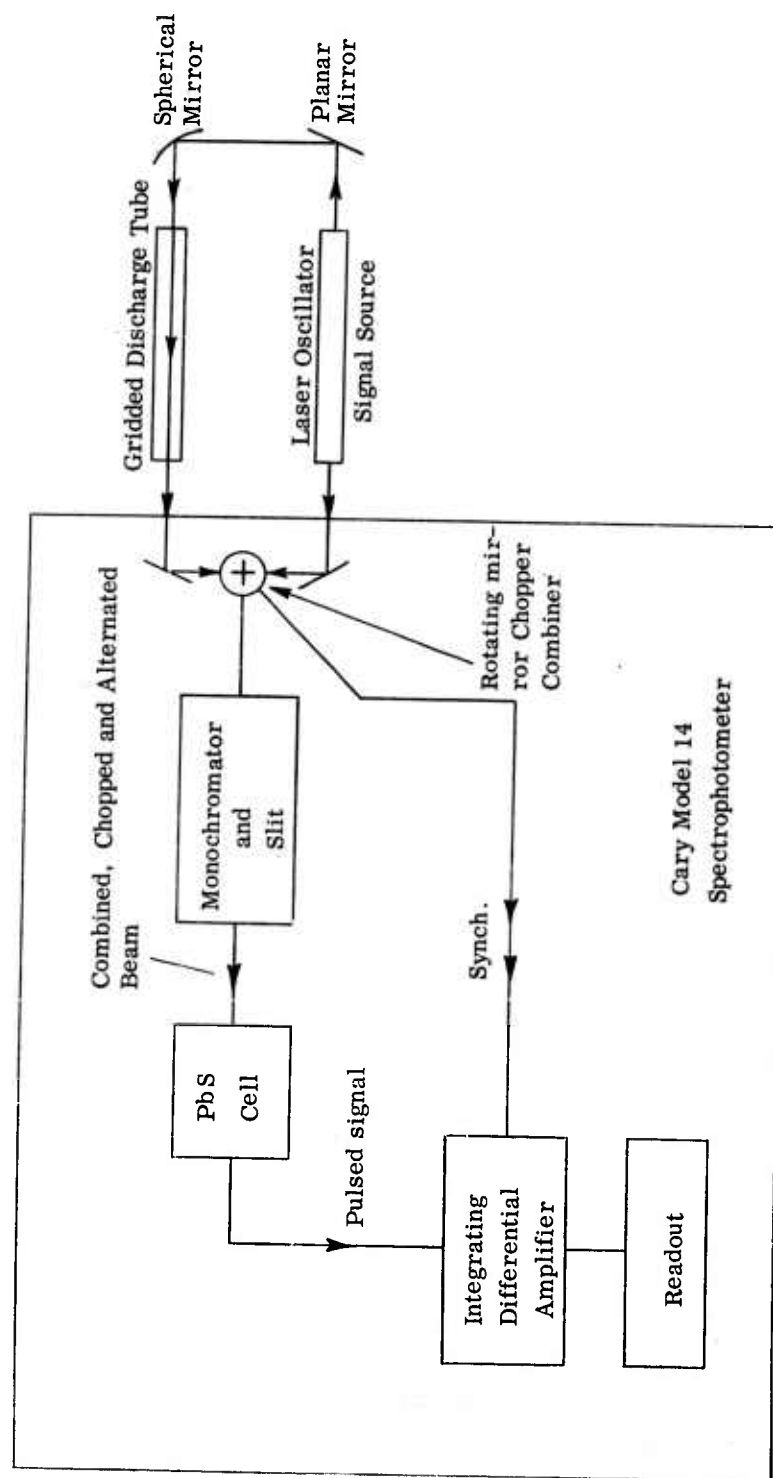 Spherical
Mirror
Planar
Mirror
Gridded Discharge Tube
Laser Oscillator
Signal Source
Combined, Chopped and Alternated
Beam
Rotating mir-
ror Chopper
Combiner
Monochromator
and
Slit
PbS
Cell
Pulsed signal
Synch.
Integrating
Differential
Amplifier
Readout
Cary Model 14
Spectrophotometer